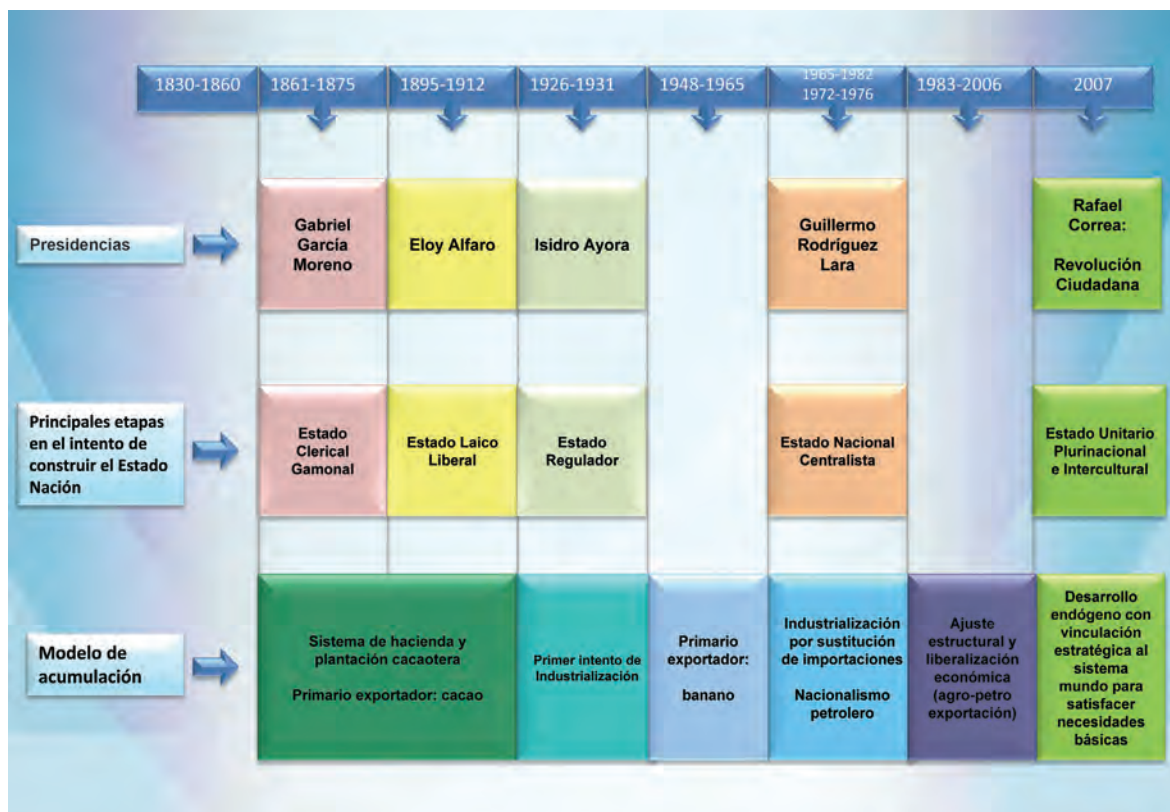 1830-1860
1861-1875
1895-1912
1926-1931
1948-1965
1965-1982
1972-1976
1983-2006
2007
Presidencias
Gabriel
García
Moreno
Eloy Alfaro
Isidro Ayora
Guillermo
Rodríguez
Lara
Rafael
Correa:
Revolución
Ciudadana
Principales etapas
en el intento de
construir el Estado
Nación
Estado
Clerical
Gamonal
Estado Laico
Liberal
Estado
Regulador
Estado Nacional
Centralista
Estado Unitario
Plurinacional
e Intercultural
Modelo de
acumulación
Sistema de hacienda y
plantación cacaotera
Primario exportador: cacao
Primer intento de
Industrialización
Primario
exportador:
banano
Industrialización
por sustitución
de importaciones
Nacionalismo
petrolero
Ajuste
estructural y
liberalización
económica
(agro-petro
exportación)
Desarrollo
endógeno con
vinculación
estratégica al
sistema
mundo para
satisfacer
necesidades
básicas